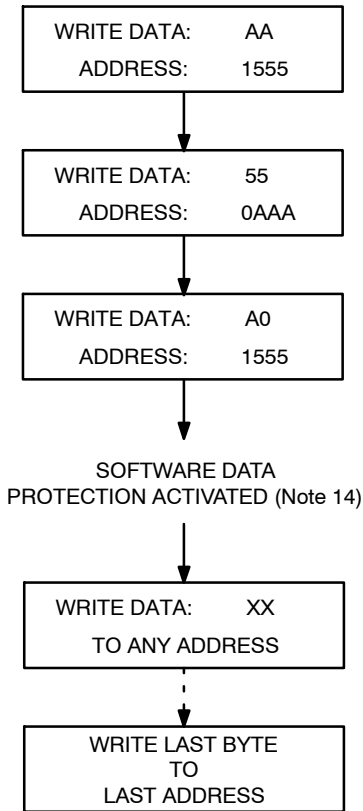 WRITE DATA: AA
ADDRESS: 1555
WRITE DATA: 55
ADDRESS: 0AAA
WRITE DATA: A0
ADDRESS: 1555
SOFTWARE DATA
PROTECTION ACTIVATED (Note 14)
WRITE DATA: XX
TO ANY ADDRESS
WRITE LAST BYTE
TO
LAST ADDRESS